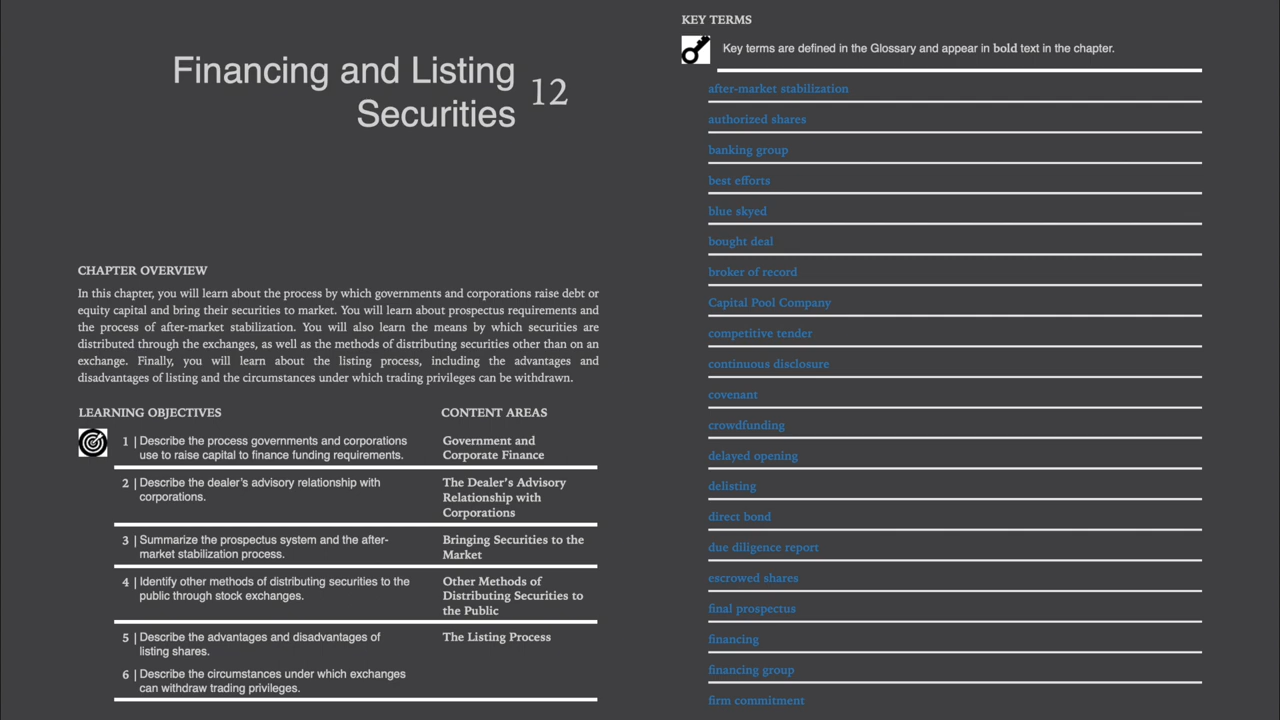 Financing and Listing
Securities
12
CHAPTER OVERVIEW
In this chapter, you will learn about the process by which governments and corporations raise debt or
equity capital and bring their securities to market. You will learn about prospectus requirements and
the process of after-market stabilization. You will also learn the means by which securities are
distributed through the exchanges, as well as the methods of distributing securities other than on an
exchange. Finally, you will learn about the listing process, including the advantages and
disadvantages of listing and the circumstances under which trading privileges can be withdrawn.
LEARNING OBJECTIVES
CONTENT AREAS
1 | Describe the process governments and corporations
use to raise capital to finance funding requirements.
Government and
Corporate Finance
2 | Describe the dealer's advisory relationship with
corporations.
The Dealer's Advisory
Relationship with
Corporations
3 | Summarize the prospectus system and the after-
market stabilization process.
Bringing Securities to the
Market
4 | Identify other methods of distributing securities to the
public through stock exchanges.
Other Methods of
Distributing Securities to
the Public
5 | Describe the advantages and disadvantages of
listing shares.
The Listing Process
6 | Describe the circumstances under which exchanges
can withdraw trading privileges.
KEY TERMS
Key terms are defined in the Glossary and appear in bold text in the chapter.
after-market stabilization
authorized shares
banking group
best efforts
blue skyed
bought deal
broker of record
Capital Pool Company
competitive tender
continuous disclosure
covenant
crowdfunding
delayed opening
delisting
direct bond
due diligence report
escrowed shares
final prospectus
financing
financing group
firm commitment